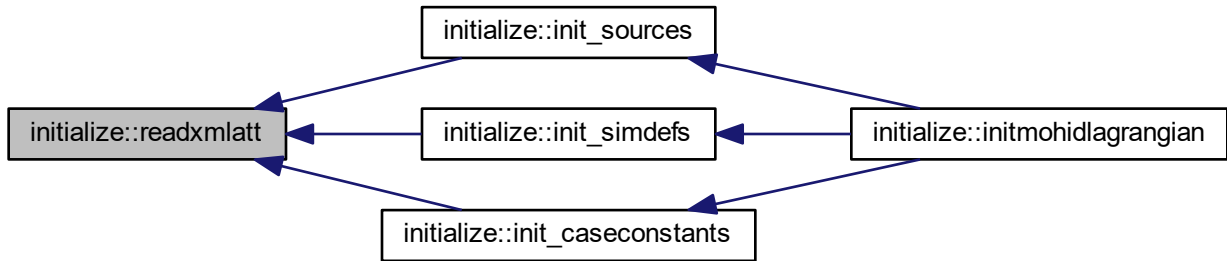 initialize::init_sources
initialize::readxmlatt
initialize::init_simdefs
initialize::initmohidlagrangian
initialize::init_caseconstants